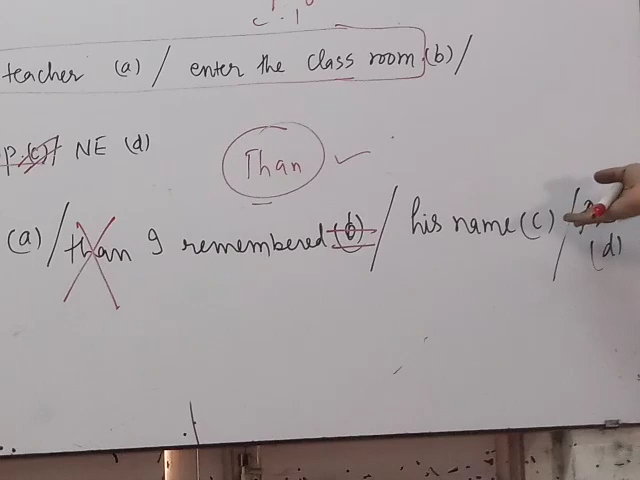 teacher (a) / enter the class room (b) /
NE (d)
Than
(a) / than I remembered (b) / his name (c) /
(d)